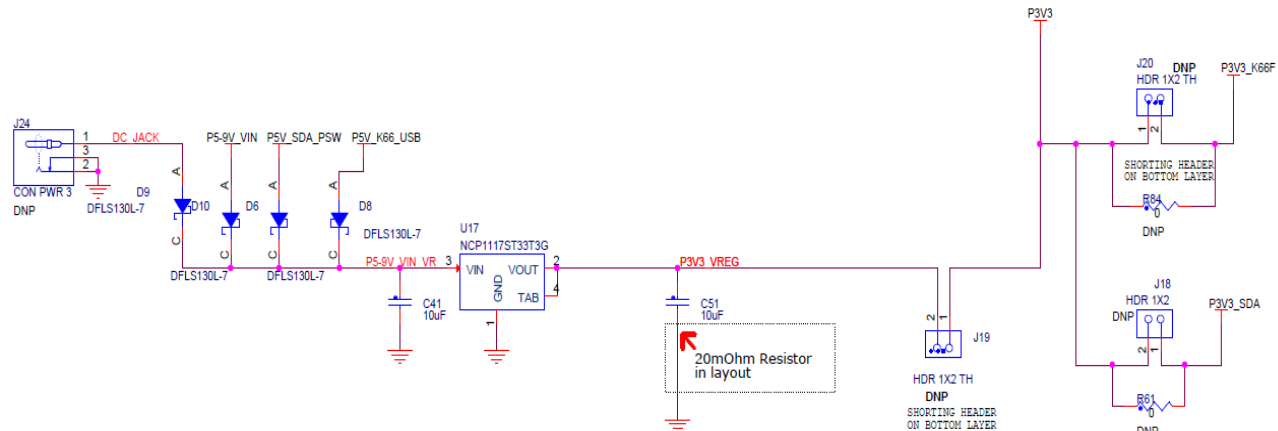 P3V3
J20 DNP
HDR 1X2 TH
P3V3_K66F
J24
1
DC_JACK
3
2
CON PWR 3
DNP
P5-9V_VIN
P5V_SDA_PSW
P5V_K66_USB
A
A
A
A
D9
DFLS130L-7
D10
D6
D8
DFLS130L-7
C
C
C
C
DFLS130L-7
DFLS130L-7
P5-9V_VIN_VR
U17
NCP1117ST33T3G
3
VIN
VOUT
2
GND
TAB
4
1
C41
10uF
P3V3_VREG
C51
10uF
20mOhm Resistor
in layout
2
1
J19
HDR 1X2 TH
DNP
SHORTING HEADER
ON BOTTOM LAYER
1
2
SHORTING HEADER
ON BOTTOM LAYER
R84
0
DNP
J18
HDR 1X2
DNP
P3V3_SDA
2
1
R61
0
DNP